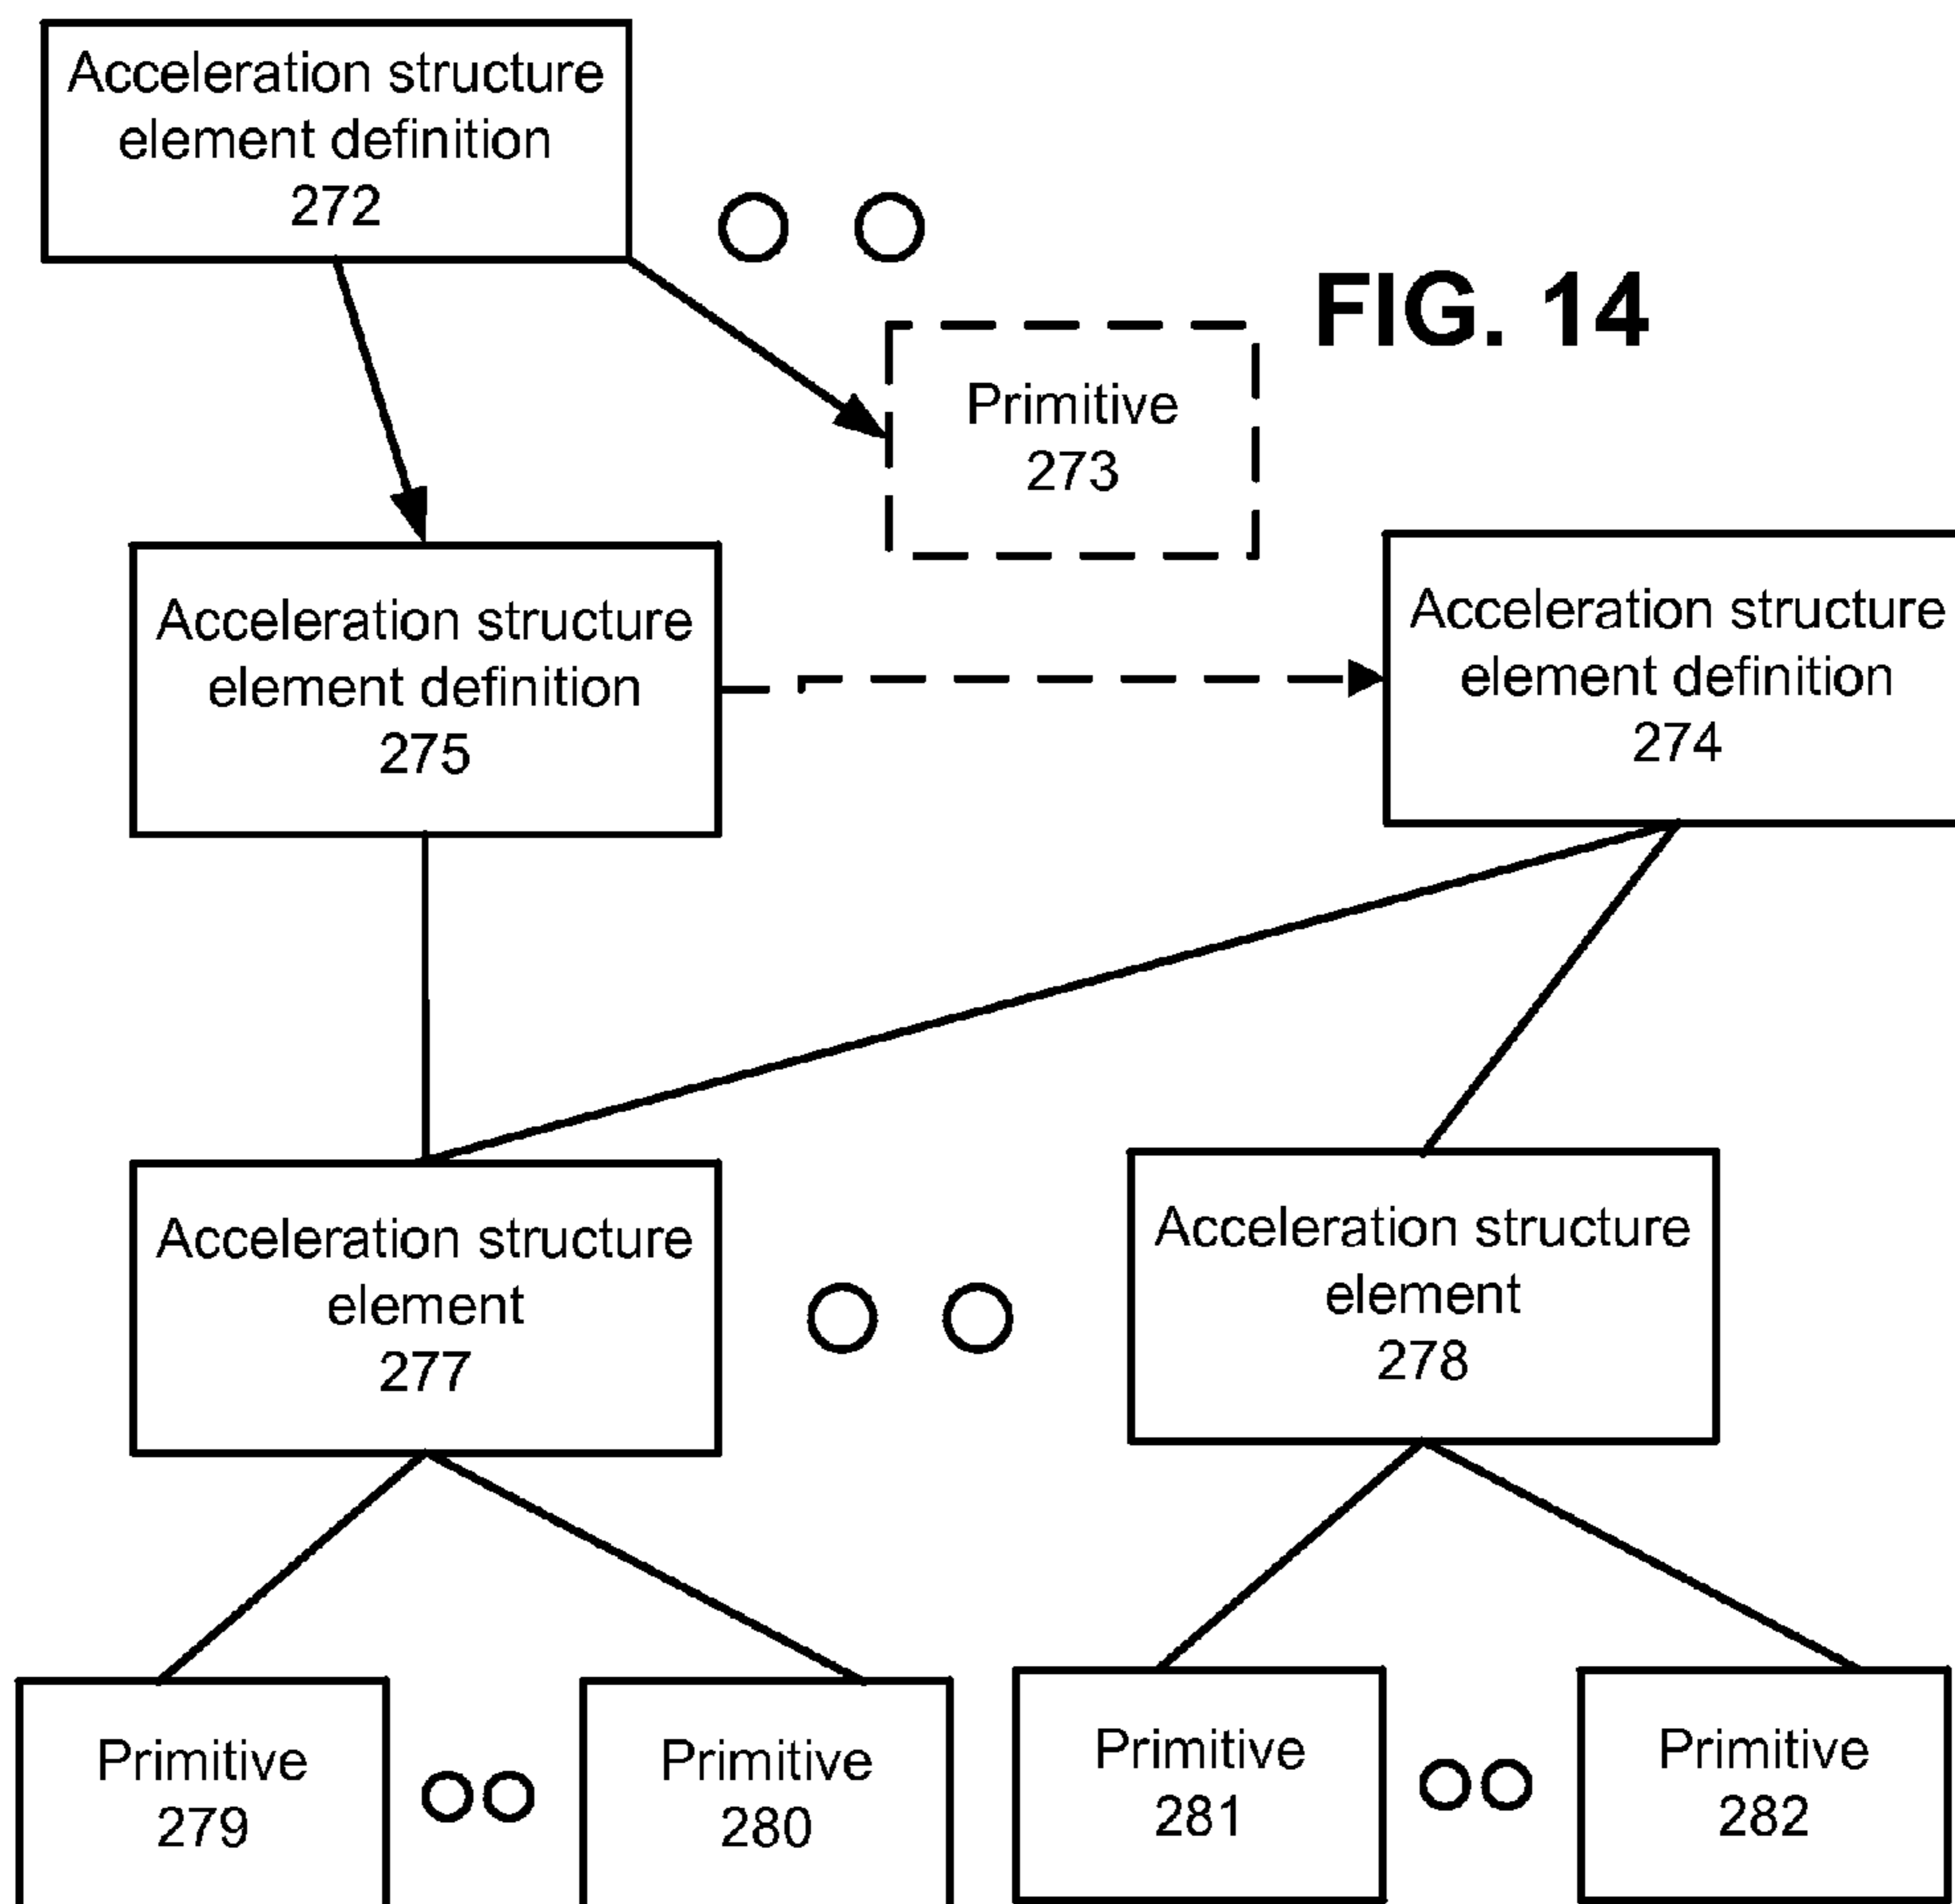 Acceleration structure
element definition
272
FIG. 14
Primitive
273
Acceleration structure
element definition
275
Acceleration structure
element definition
274
Acceleration structure
element
277
Acceleration structure
element
278
Primitive
279
Primitive
280
Primitive
281
Primitive
282